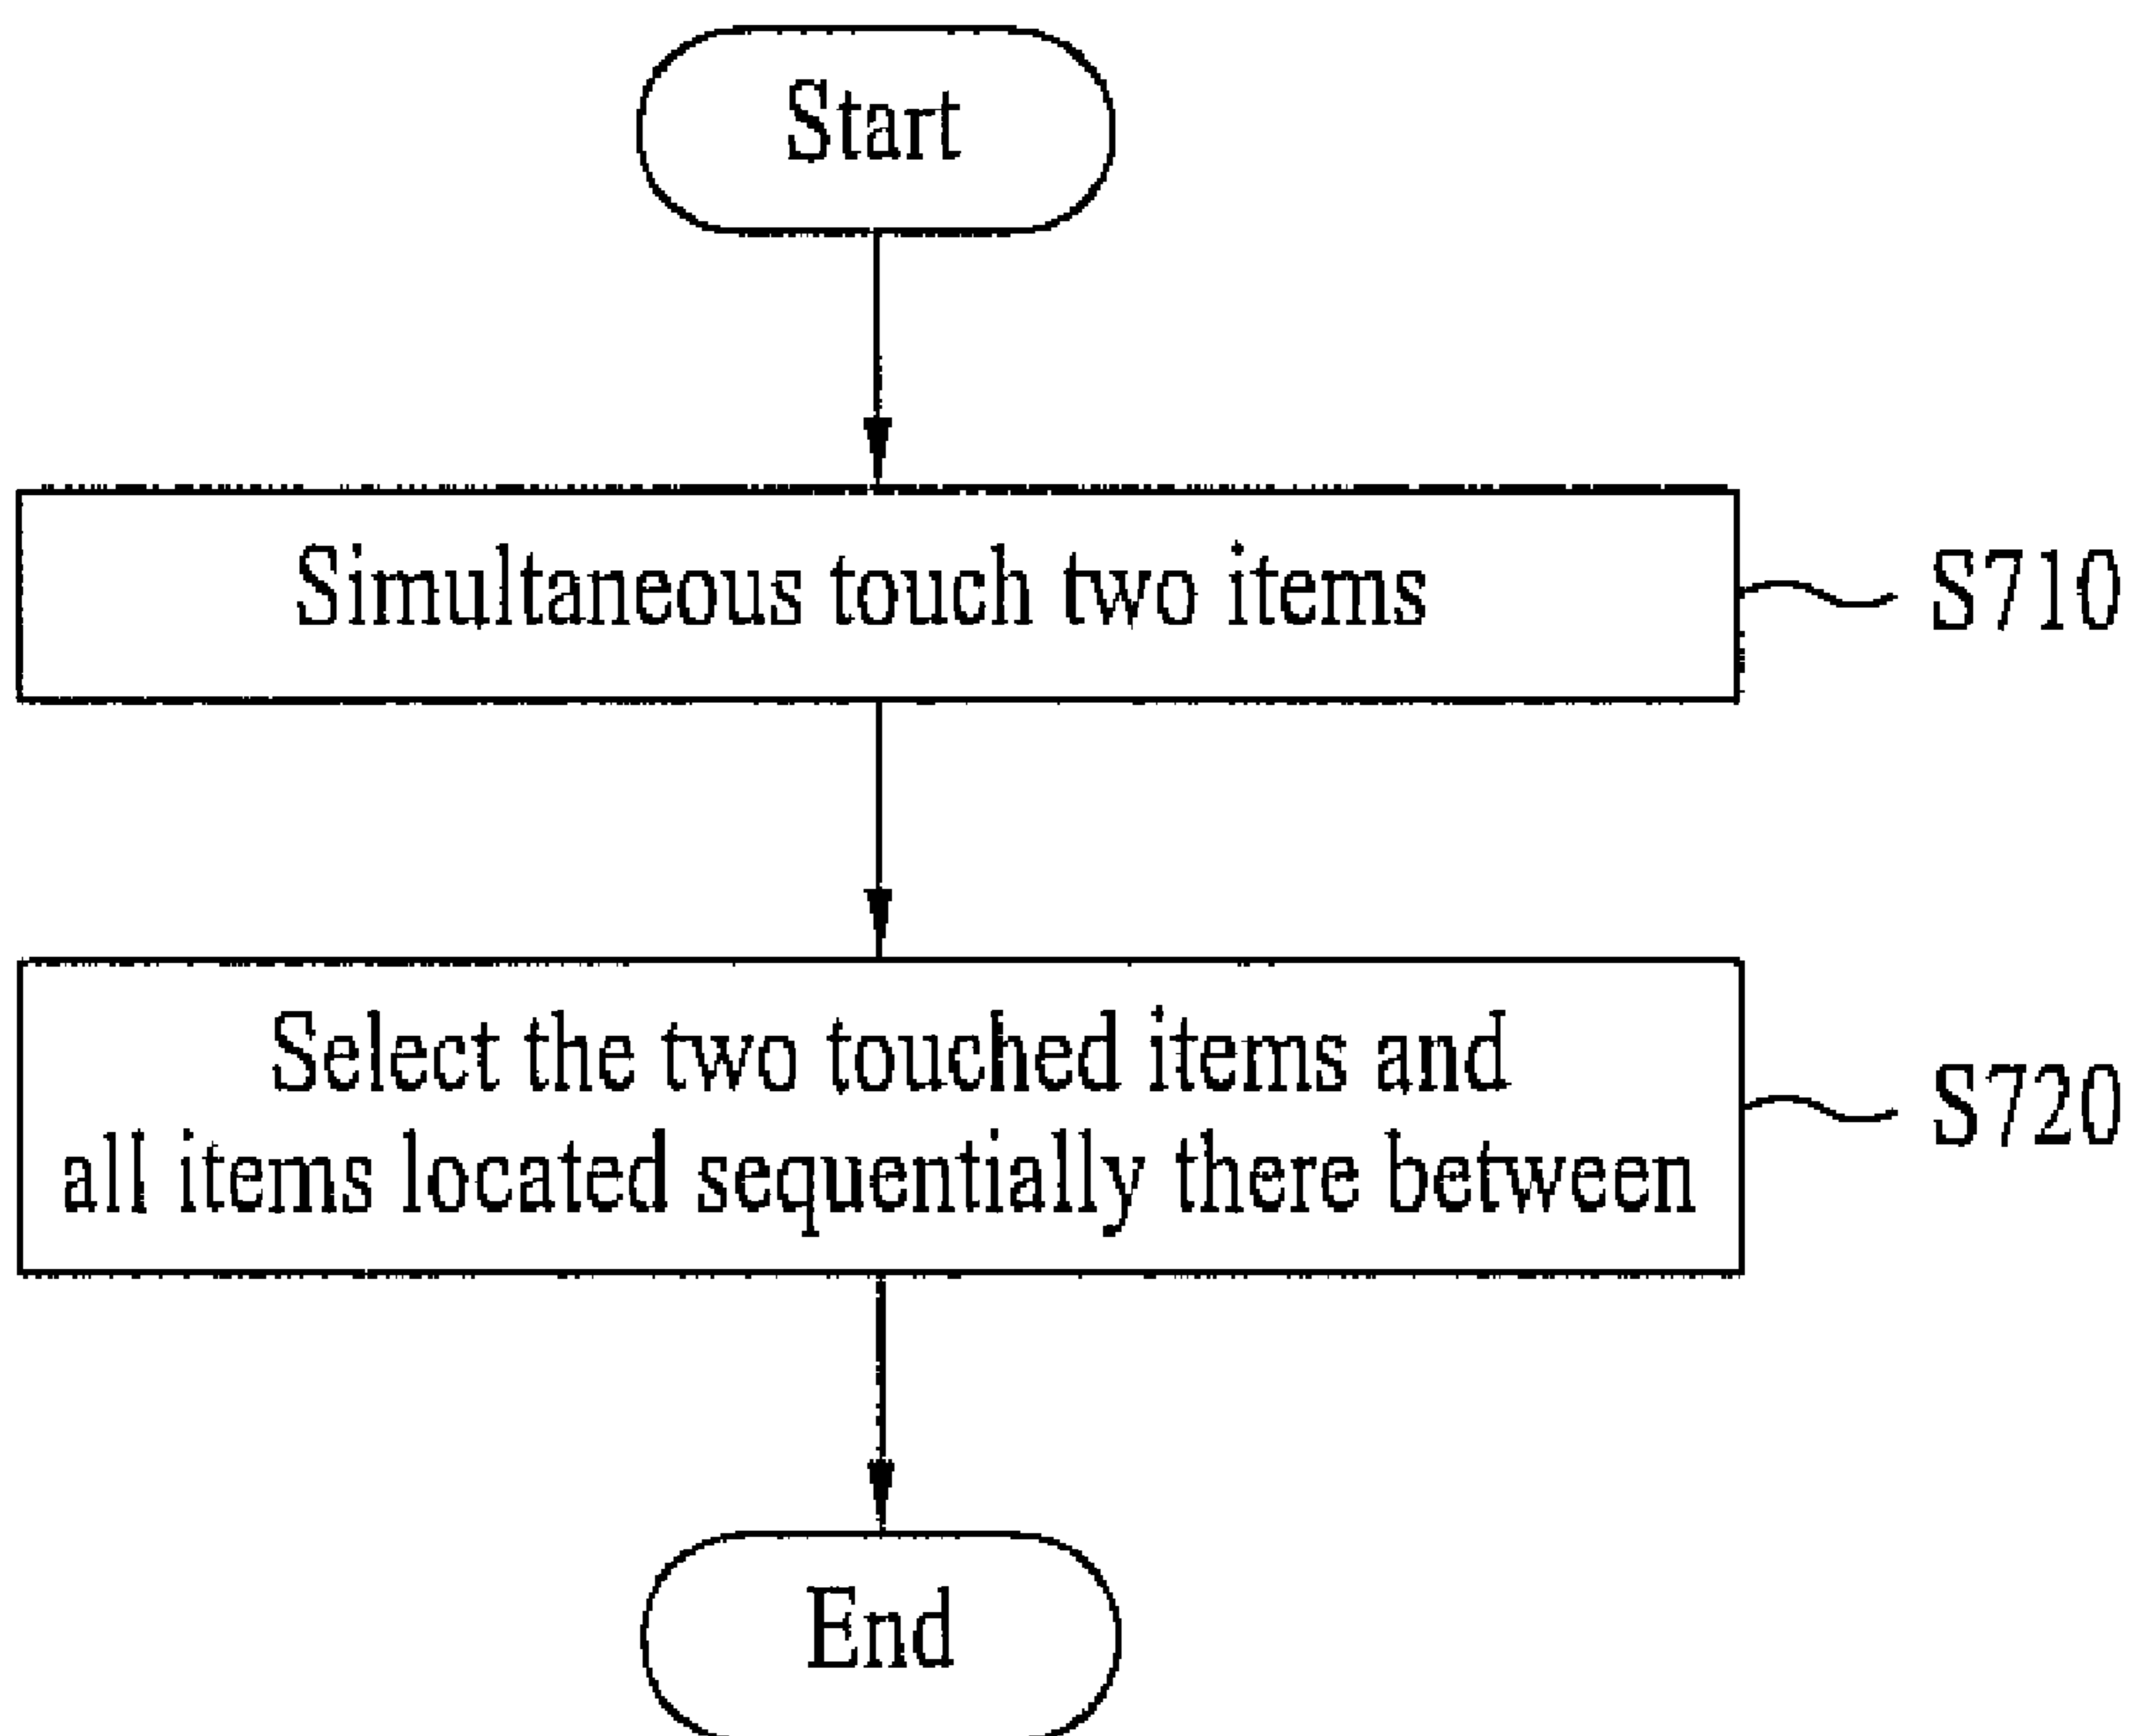 Start
Simultaneous touch two items
S710
Select the two touched items and
all items located sequentially there between
S720
End